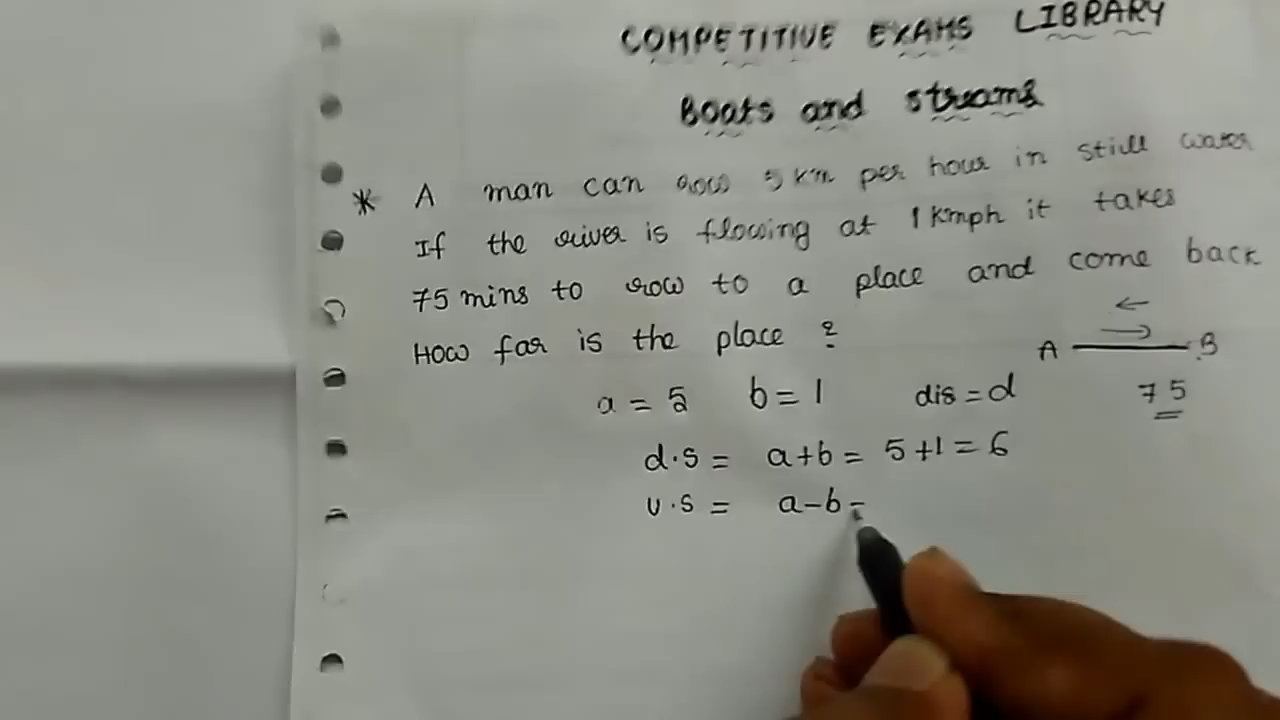 COMPETITIVE EXAMS LIBRARY
Boats and streams
* A man can row 5 km per hour in still water
If the river is flowing at 1 kmph it takes
75 mins to row to a place and come back
How far is the place ?
← →
A B
a = 5 b = 1 dis = d 75
d.s = a+b = 5+1 = 6
u.s = a-b =